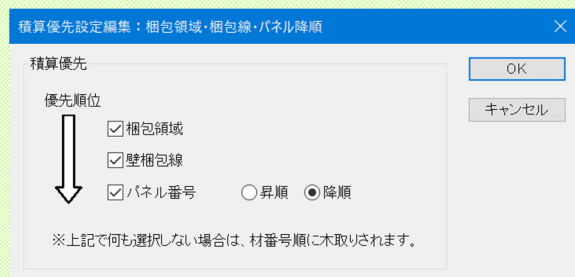 積算優先設定編集：梱包領域・梱包線・パネル降順
積算優先
OK
優先順位
キャンセル
梱包領域
壁梱包線
パネル番号 昇順 降順
※上記で何も選択しない場合は、材番号順に木取りされます。